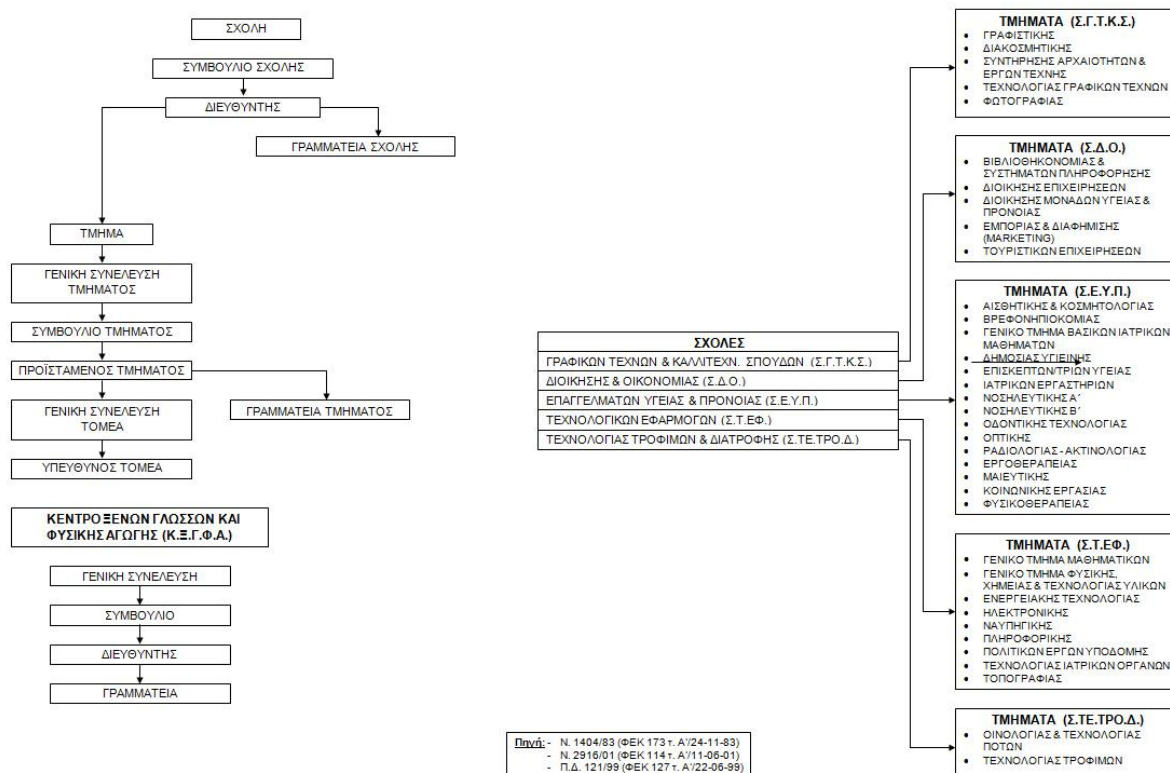 ΣΧΟΛΗ
ΣΥΜΒΟΥΛΙΟ ΣΧΟΛΗΣ
ΔΙΕΥΘΥΝΤΗΣ
ΓΡΑΜΜΑΤΕΙΑ ΣΧΟΛΗΣ
ΤΜΗΜΑ
ΓΕΝΙΚΗ ΣΥΝΕΛΕΥΣΗ
ΤΜΗΜΑΤΟΣ
ΣΥΜΒΟΥΛΙΟ ΤΜΗΜΑΤΟΣ
ΠΡΟΪΣΤΑΜΕΝΟΣ ΤΜΗΜΑΤΟΣ
ΓΡΑΜΜΑΤΕΙΑ ΤΜΗΜΑΤΟΣ
ΓΕΝΙΚΗ ΣΥΝΕΛΕΥΣΗ
ΤΟΜΕΑ
ΥΠΕΥΘΥΝΟΣ ΤΟΜΕΑ
ΚΕΝΤΡΟ ΞΕΝΩΝ ΓΛΩΣΣΩΝ ΚΑΙ
ΦΥΣΙΚΗΣ ΑΓΩΓΗΣ (Κ.Ξ.Γ.Φ.Α.)
ΓΕΝΙΚΗ ΣΥΝΕΛΕΥΣΗ
ΣΥΜΒΟΥΛΙΟ
ΔΙΕΥΘΥΝΤΗΣ
ΓΡΑΜΜΑΤΕΙΑ
ΣΧΟΛΕΣ
ΓΡΑΦΙΚΩΝ ΤΕΧΝΩΝ & ΚΑΛΛΙΤΕΧΝ. ΣΠΟΥΔΩΝ (Σ.Γ.Τ.Κ.Σ.)
ΔΙΟΙΚΗΣΗΣ & ΟΙΚΟΝΟΜΙΑΣ (Σ.Δ.Ο.)
ΕΠΑΓΓΕΛΜΑΤΩΝ ΥΓΕΙΑΣ & ΠΡΟΝΟΙΑΣ (Σ.Ε.Υ.Π.)
ΤΕΧΝΟΛΟΓΙΚΩΝ ΕΦΑΡΜΟΓΩΝ (Σ.Τ.ΕΦ.)
ΤΕΧΝΟΛΟΓΙΑΣ ΤΡΟΦΙΜΩΝ & ΔΙΑΤΡΟΦΗΣ (Σ.ΤΕ.ΤΡΟ.Δ.)
Πηγή: - Ν. 1404/83 (ΦΕΚ 173 τ. Α'/24-11-83)
- Ν. 2916/01 (ΦΕΚ 114 τ. Α'/11-06-01)
- Π.Δ. 121/99 (ΦΕΚ 127 τ. Α'/22-06-99)
ΤΜΗΜΑΤΑ (Σ.Γ.Τ.Κ.Σ.)
• ΓΡΑΦΙΣΤΙΚΗΣ
• ΔΙΑΚΟΣΜΗΤΙΚΗΣ
• ΣΥΝΤΗΡΗΣΗΣ ΑΡΧΑΙΟΤΗΤΩΝ &
ΕΡΓΩΝ ΤΕΧΝΗΣ
• ΤΕΧΝΟΛΟΓΙΑΣ ΓΡΑΦΙΚΩΝ ΤΕΧΝΩΝ
• ΦΩΤΟΓΡΑΦΙΑΣ
ΤΜΗΜΑΤΑ (Σ.Δ.Ο.)
• ΒΙΒΛΙΟΘΗΚΟΝΟΜΙΑΣ &
ΣΥΣΤΗΜΑΤΩΝ ΠΛΗΡΟΦΟΡΗΣΗΣ
• ΔΙΟΙΚΗΣΗΣ ΕΠΙΧΕΙΡΗΣΕΩΝ
• ΔΙΟΙΚΗΣΗΣ ΜΟΝΑΔΩΝ ΥΓΕΙΑΣ &
ΠΡΟΝΟΙΑΣ
• ΕΜΠΟΡΙΑΣ & ΔΙΑΦΗΜΙΣΗΣ
(MARKETING)
• ΤΟΥΡΙΣΤΙΚΩΝ ΕΠΙΧΕΙΡΗΣΕΩΝ
ΤΜΗΜΑΤΑ (Σ.Ε.Υ.Π.)
• ΑΙΣΘΗΤΙΚΗΣ & ΚΟΣΜΗΤΟΛΟΓΙΑΣ
• ΒΡΕΦΟΝΗΠΙΟΚΟΜΙΑΣ
• ΓΕΝΙΚΟ ΤΜΗΜΑ ΒΑΣΙΚΩΝ ΙΑΤΡΙΚΩΝ
ΜΑΘΗΜΑΤΩΝ
• ΔΗΜΟΣΙΑΣ ΥΓΙΕΙΝΗΣ
• ΕΠΙΣΚΕΠΤΩΝ/ΤΡΙΩΝ ΥΓΕΙΑΣ
• ΙΑΤΡΙΚΩΝ ΕΡΓΑΣΤΗΡΙΩΝ
• ΝΟΣΗΛΕΥΤΙΚΗΣ Α΄
• ΝΟΣΗΛΕΥΤΙΚΗΣ Β΄
• ΟΔΟΝΤΙΚΗΣ ΤΕΧΝΟΛΟΓΙΑΣ
• ΟΠΤΙΚΗΣ
• ΡΑΔΙΟΛΟΓΙΑΣ - ΑΚΤΙΝΟΛΟΓΙΑΣ
• ΕΡΓΟΘΕΡΑΠΕΙΑΣ
• ΜΑΙΕΥΤΙΚΗΣ
• ΚΟΙΝΩΝΙΚΗΣ ΕΡΓΑΣΙΑΣ
• ΦΥΣΙΚΟΘΕΡΑΠΕΙΑΣ
ΤΜΗΜΑΤΑ (Σ.Τ.ΕΦ.)
• ΓΕΝΙΚΟ ΤΜΗΜΑ ΜΑΘΗΜΑΤΙΚΩΝ
• ΓΕΝΙΚΟ ΤΜΗΜΑ ΦΥΣΙΚΗΣ,
ΧΗΜΕΙΑΣ & ΤΕΧΝΟΛΟΓΙΑΣ ΥΛΙΚΩΝ
• ΕΝΕΡΓΕΙΑΚΗΣ ΤΕΧΝΟΛΟΓΙΑΣ
• ΗΛΕΚΤΡΟΝΙΚΗΣ
• ΝΑΥΠΗΓΙΚΗΣ
• ΠΛΗΡΟΦΟΡΙΚΗΣ
• ΠΟΛΙΤΙΚΩΝ ΕΡΓΩΝ ΥΠΟΔΟΜΗΣ
• ΤΕΧΝΟΛΟΓΙΑΣ ΙΑΤΡΙΚΩΝ ΟΡΓΑΝΩΝ
• ΤΟΠΟΓΡΑΦΙΑΣ
ΤΜΗΜΑΤΑ (Σ.ΤΕ.ΤΡΟ.Δ.)
• ΟΙΝΟΛΟΓΙΑΣ & ΤΕΧΝΟΛΟΓΙΑΣ
ΠΟΤΩΝ
• ΤΕΧΝΟΛΟΓΙΑΣ ΤΡΟΦΙΜΩΝ